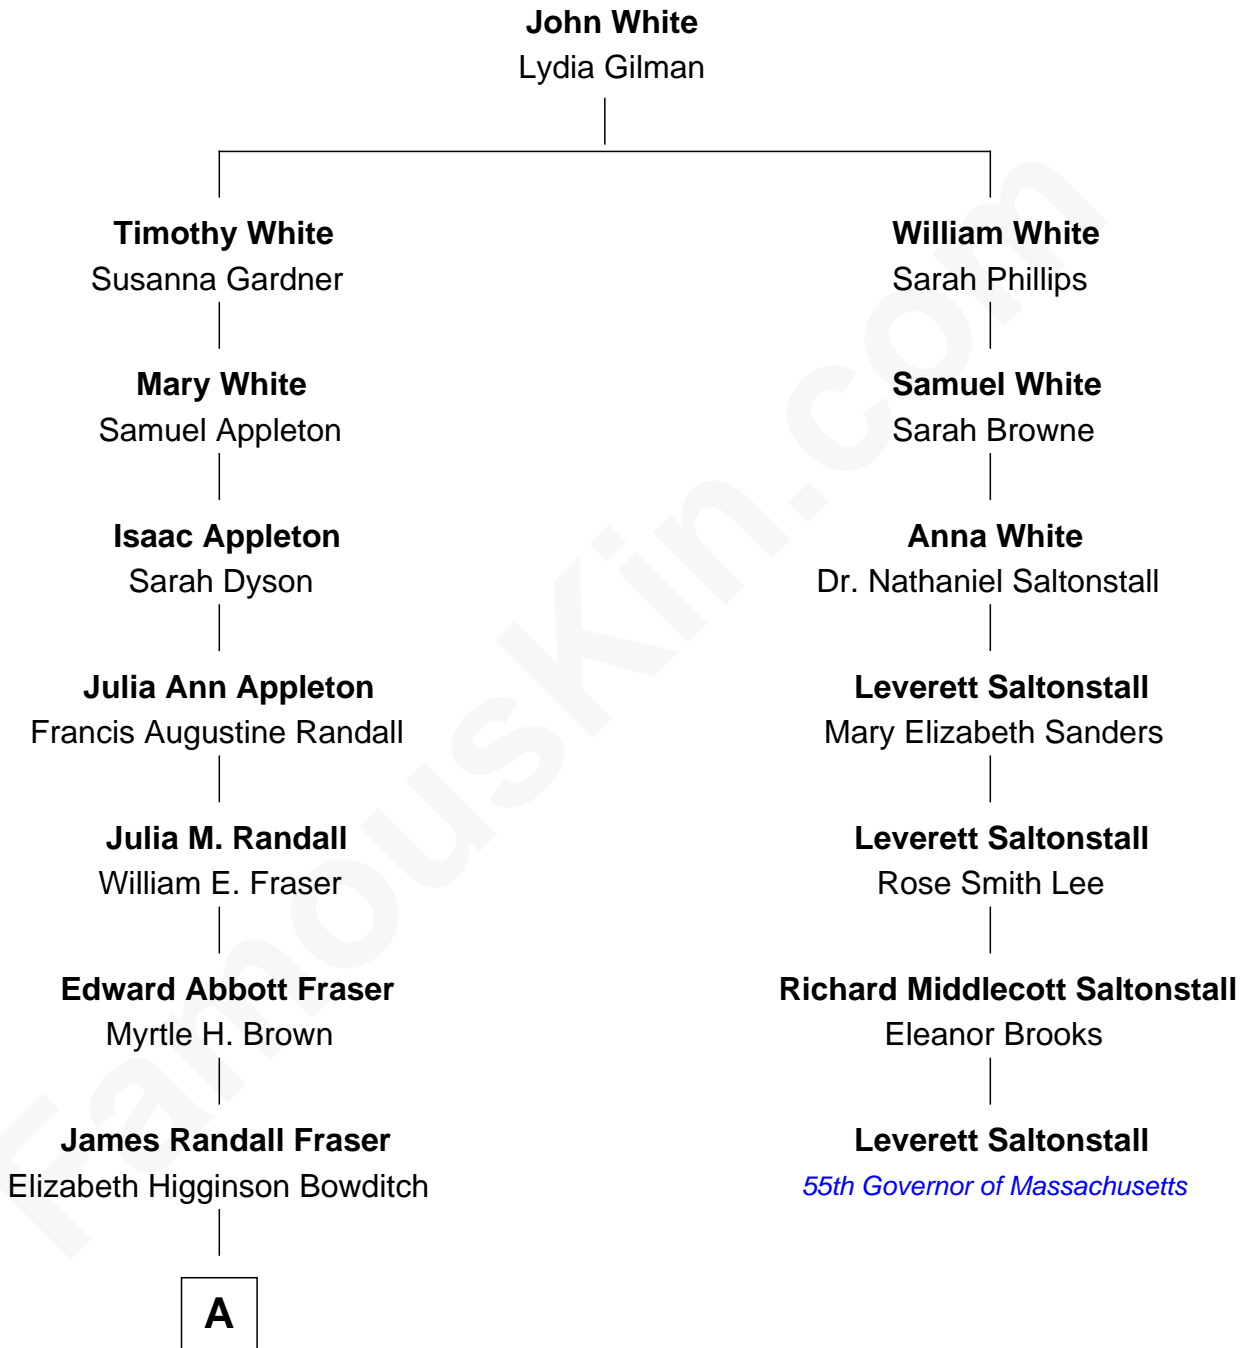 John White
Lydia Gilman
Timothy White
Susanna Gardner
William White
Sarah Phillips
Mary White
Samuel Appleton
Samuel White
Sarah Browne
Isaac Appleton
Sarah Dyson
Anna White
Dr. Nathaniel Saltonstall
Julia Ann Appleton
Francis Augustine Randall
Leverett Saltonstall
Mary Elizabeth Sanders
Julia M. Randall
William E. Fraser
Leverett Saltonstall
Rose Smith Lee
Edward Abbott Fraser
Myrtle H. Brown
Richard Middlecott Saltonstall
Eleanor Brooks
James Randall Fraser
Elizabeth Higginson Bowditch
Leverett Saltonstall
55th Governor of Massachusetts
A
FamousKin.com